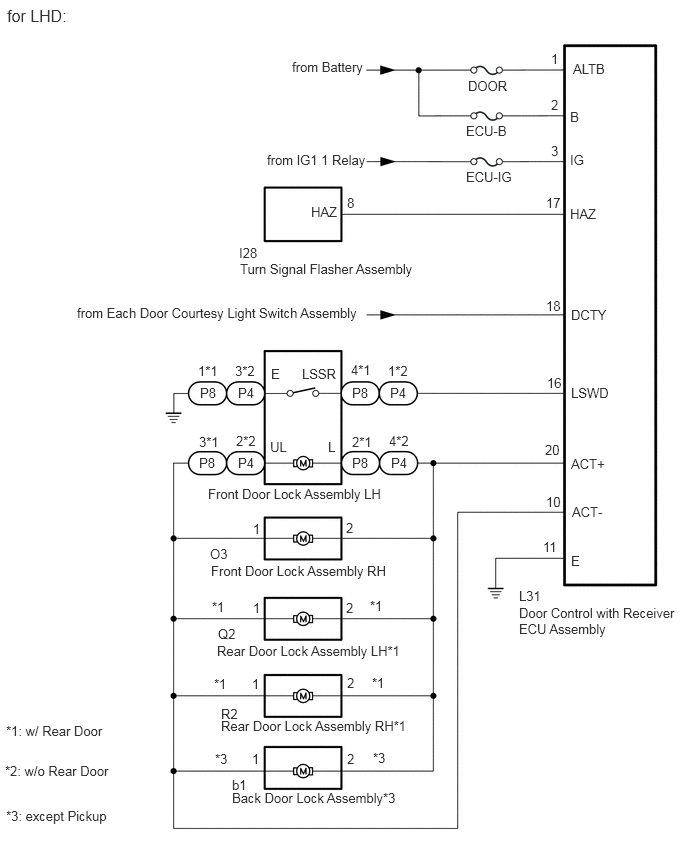 for LHD:
from Battery
DOOR
1
ALTB
ECU-B
2
B
from IG1 1 Relay
ECU-IG
3
IG
HAZ
8
17
HAZ
I28
Turn Signal Flasher Assembly
from Each Door Courtesy Light Switch Assembly
18
DCTY
1*1
3*2
E
LSSR
4*1
1*2
P8
P4
P8
P4
16
LSWD
3*1
2*2
UL
L
2*1
4*2
P8
P4
M
P8
P4
20
ACT+
Front Door Lock Assembly LH
10
ACT-
1
M
2
O3
Front Door Lock Assembly RH
11
E
*1
1
M
2
*1
Q2
Rear Door Lock Assembly LH*1
L31
Door Control with Receiver
ECU Assembly
*1
1
M
2
*1
R2
Rear Door Lock Assembly RH*1
*3
1
M
2
*3
b1
Back Door Lock Assembly*3
*1: w/ Rear Door
*2: w/o Rear Door
*3: except Pickup